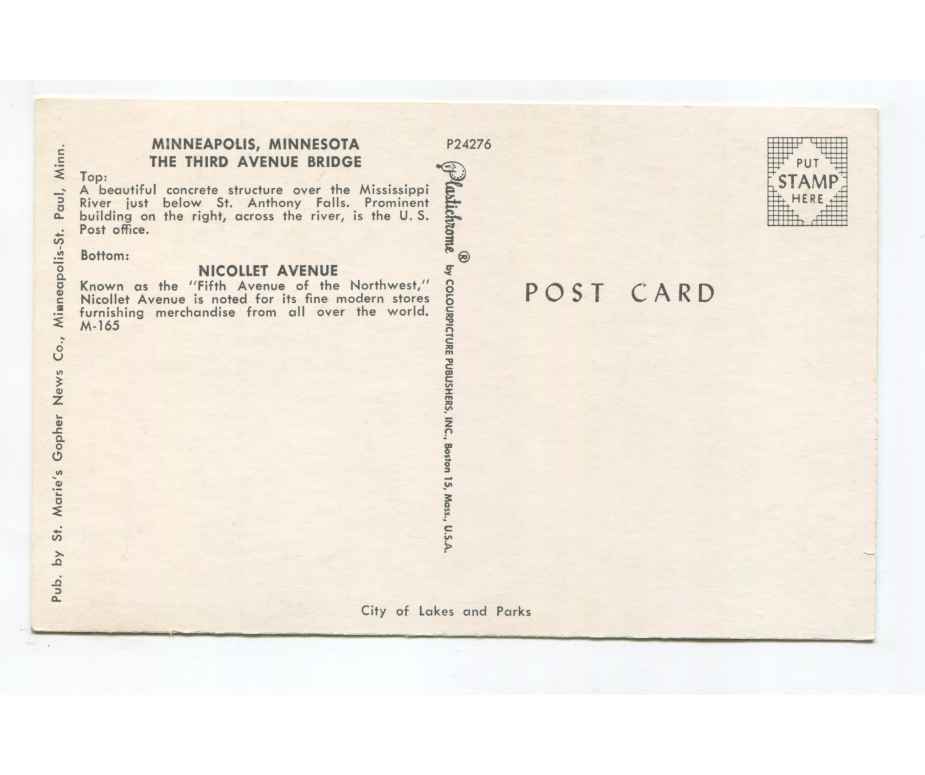 MINNEAPOLIS, MINNESOTA
THE THIRD AVENUE BRIDGE
Top:
A beautiful concrete structure over the Mississippi
River just below St. Anthony Falls. Prominent
building on the right, across the river, is the U. S.
Post office.
Bottom:
NICOLLET AVENUE
Known as the "Fifth Avenue of the Northwest,"
Nicollet Avenue is noted for its fine modern stores
furnishing merchandise from all over the world.
M-165
Pub. by St. Marie's Gopher News Co., Minneapolis-St. Paul, Minn.
P24276
Plastichrome ® by COLOURPICTURE PUBLISHERS, INC., Boston 15, Mass., U.S.A.
PUT
STAMP
HERE
POST CARD
City of Lakes and Parks